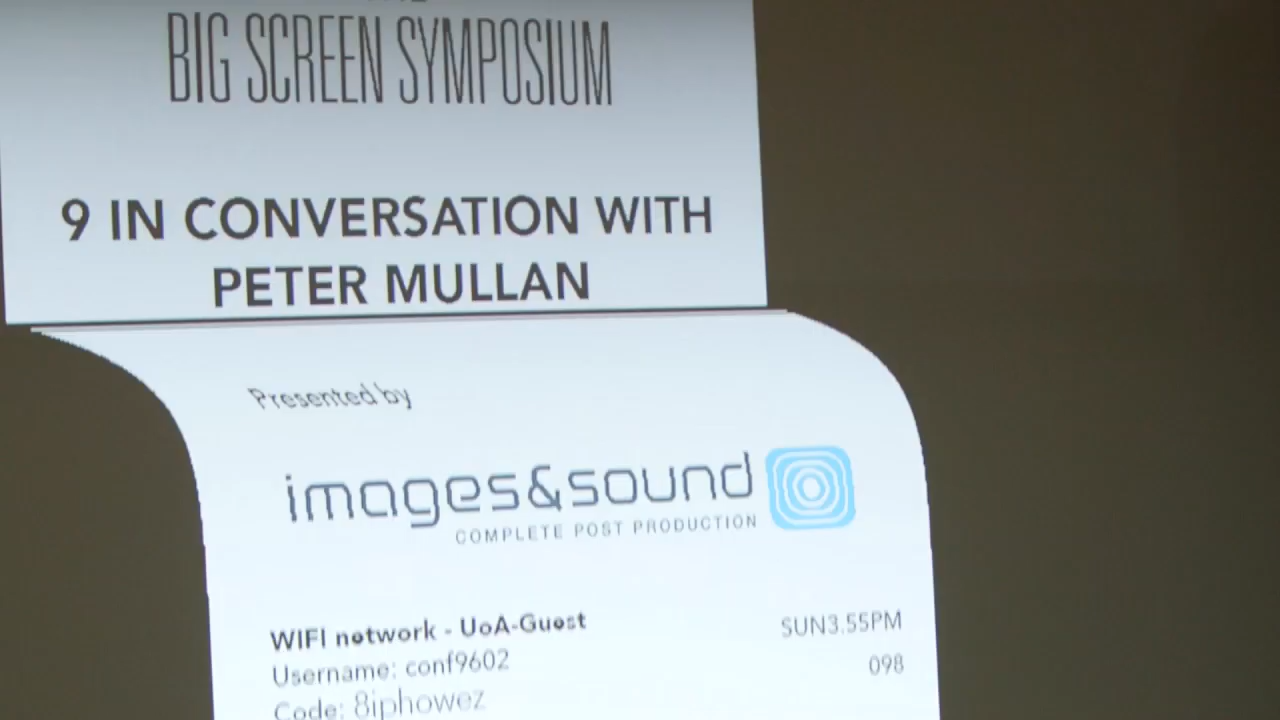 BIG SCREEN SYMPOSIUM
9 IN CONVERSATION WITH
PETER MULLAN
Presented by
images&sound
COMPLETE POST PRODUCTION
WIFI network - UoA-Guest
Username: conf9602
Code: 8iphowez
SUN3.55PM
098